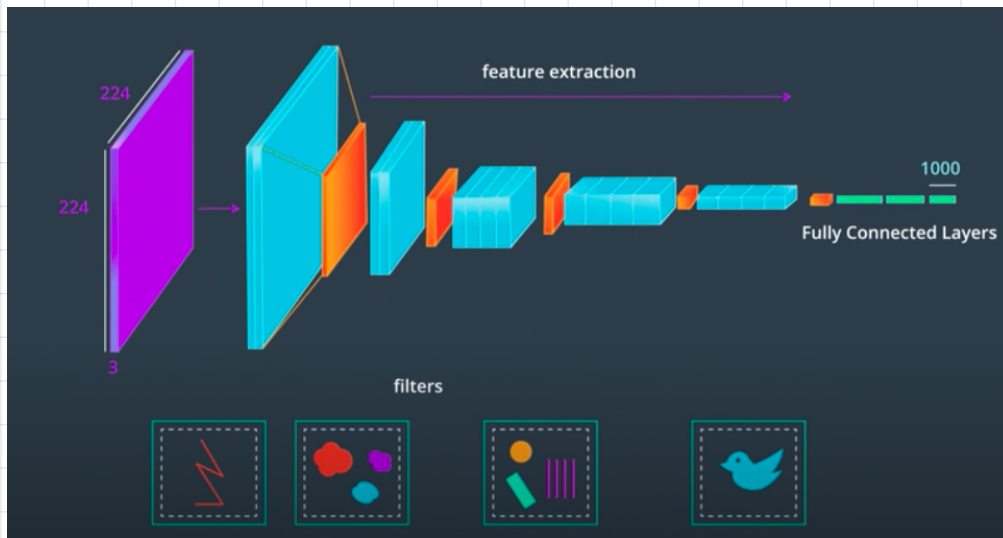 224
feature extraction
1000
224
Fully Connected Layers
3
filters